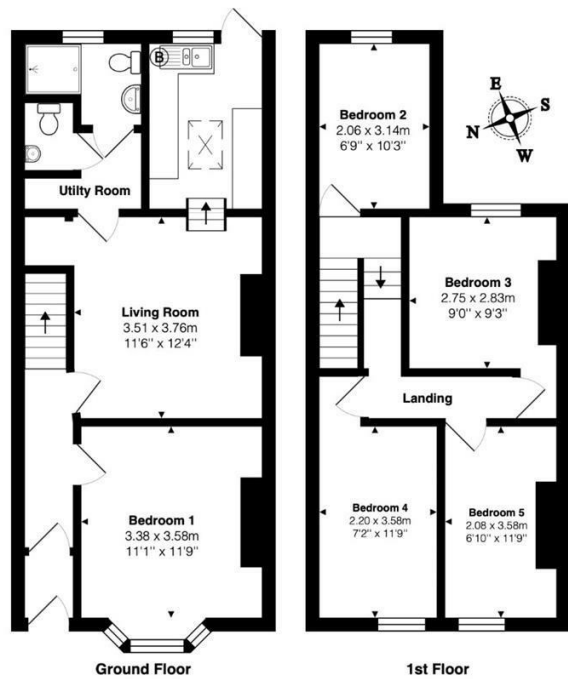 B
Utilty Room
Living Room
3.51 x 3.76m
11'6" x 12'4"
Bedroom 1
3.38 x 3.58m
11'1" x 11'9"
Ground Floor
Bedroom 2
2.06 x 3.14m
6'9" x 10'3"
E
S
N
W
Bedroom 3
2.75 x 2.83m
9'0" x 9'3"
Landing
Bedroom 4
2.20 x 3.58m
7'2" x 11'9"
Bedroom 5
2.08 x 3.58m
6'10" x 11'9"
1st Floor